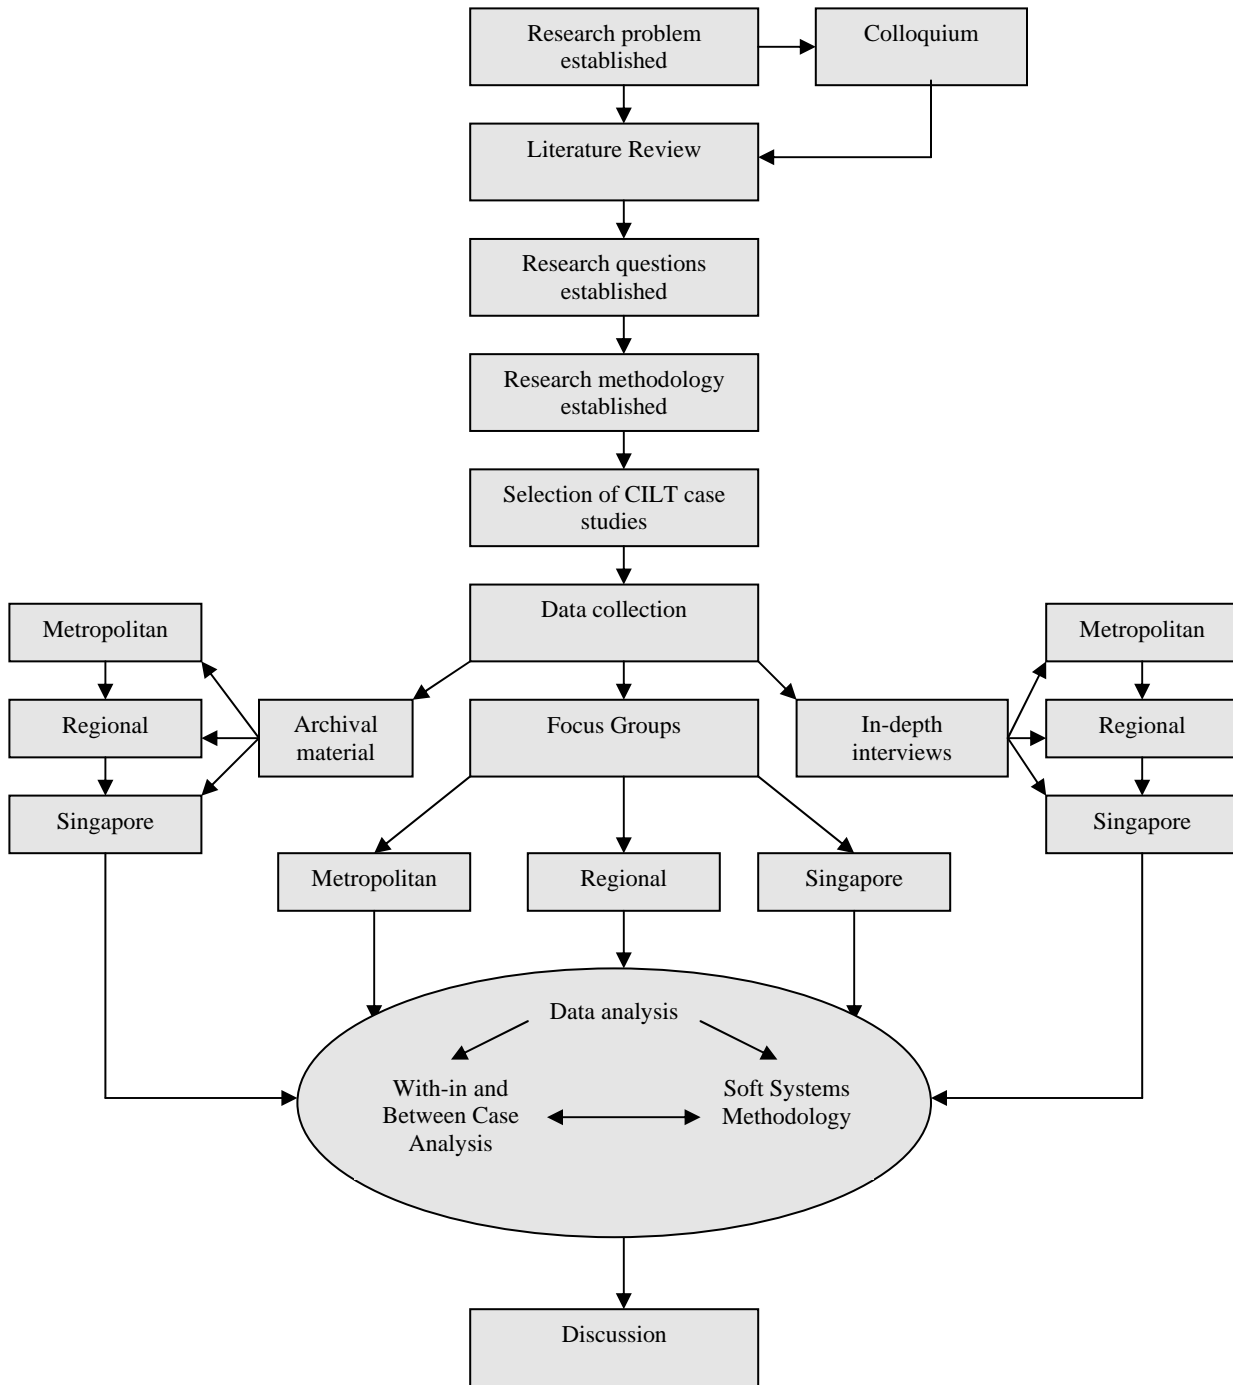 Research problem
established
Colloquium
Literature Review
Research questions
established
Research methodology
established
Selection of CILT case
studies
Data collection
Metropolitan
Regional
Singapore
Archival
material
Focus Groups
In-depth
interviews
Metropolitan
Regional
Singapore
Metropolitan
Regional
Singapore
Data analysis
With-in and
Between Case
Analysis
Soft Systems
Methodology
Discussion